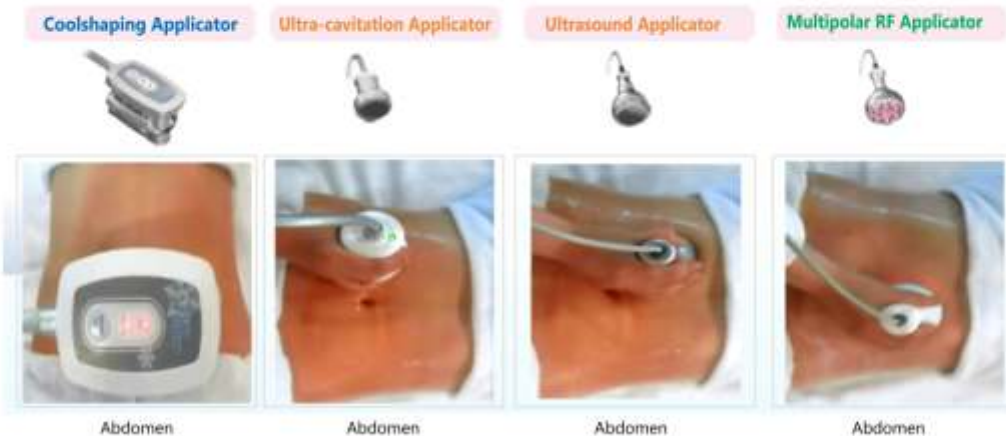 Coolshaping Applicator
Ultra-cavitation Applicator
Ultrasound Applicator
Multipolar RF Applicator
Abdomen
Abdomen
Abdomen
Abdomen